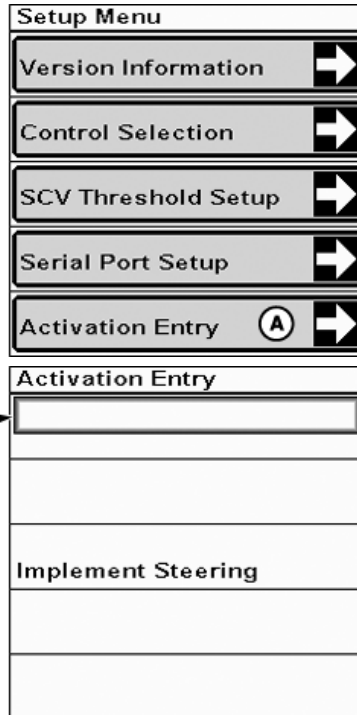 Setup Menu
Version Information
Control Selection
SCV Threshold Setup
Serial Port Setup
Activation Entry A
Activation Entry
Implement Steering